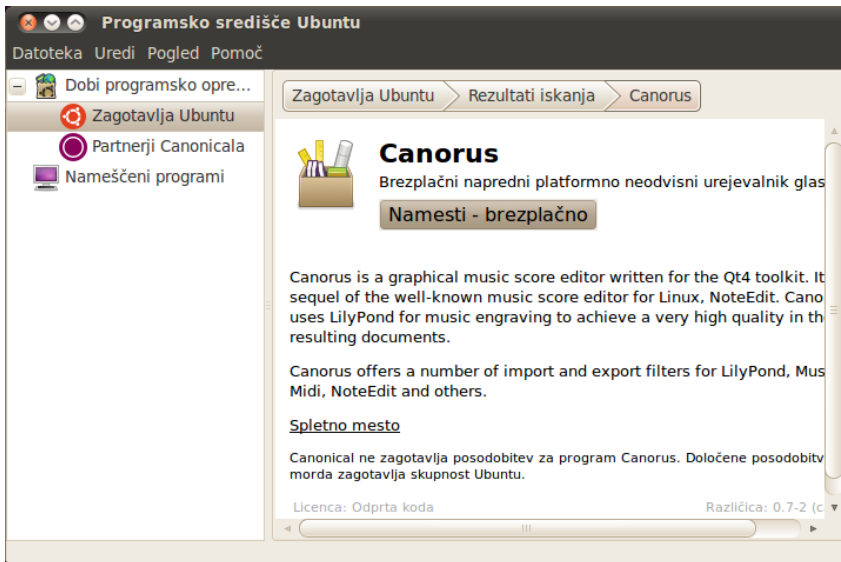 Programsko središče Ubuntu
Datoteka Uredi Pogled Pomoč
Dobi programsko opre...
Zagotavlja Ubuntu
Partnerji Canonicala
Nameščeni programi
Zagotavlja Ubuntu Rezultati iskanja Canorus
Canorus
Brezplačni napredni platformno neodvisni urejevalnik glas
Namesti - brezplačno
Canorus is a graphical music score editor written for the Qt4 toolkit. It
sequel of the well-known music score editor for Linux, NoteEdit. Cano
uses LilyPond for music engraving to achieve a very high quality in th
resulting documents.
Canorus offers a number of import and export filters for LilyPond, Mus
Midi, NoteEdit and others.
Spletno mesto
Canonical ne zagotavlja posodobitev za program Canorus. Določene posodobitv
morda zagotavlja skupnost Ubuntu.
Licenca: Odprta koda Različica: 0.7-2 (c